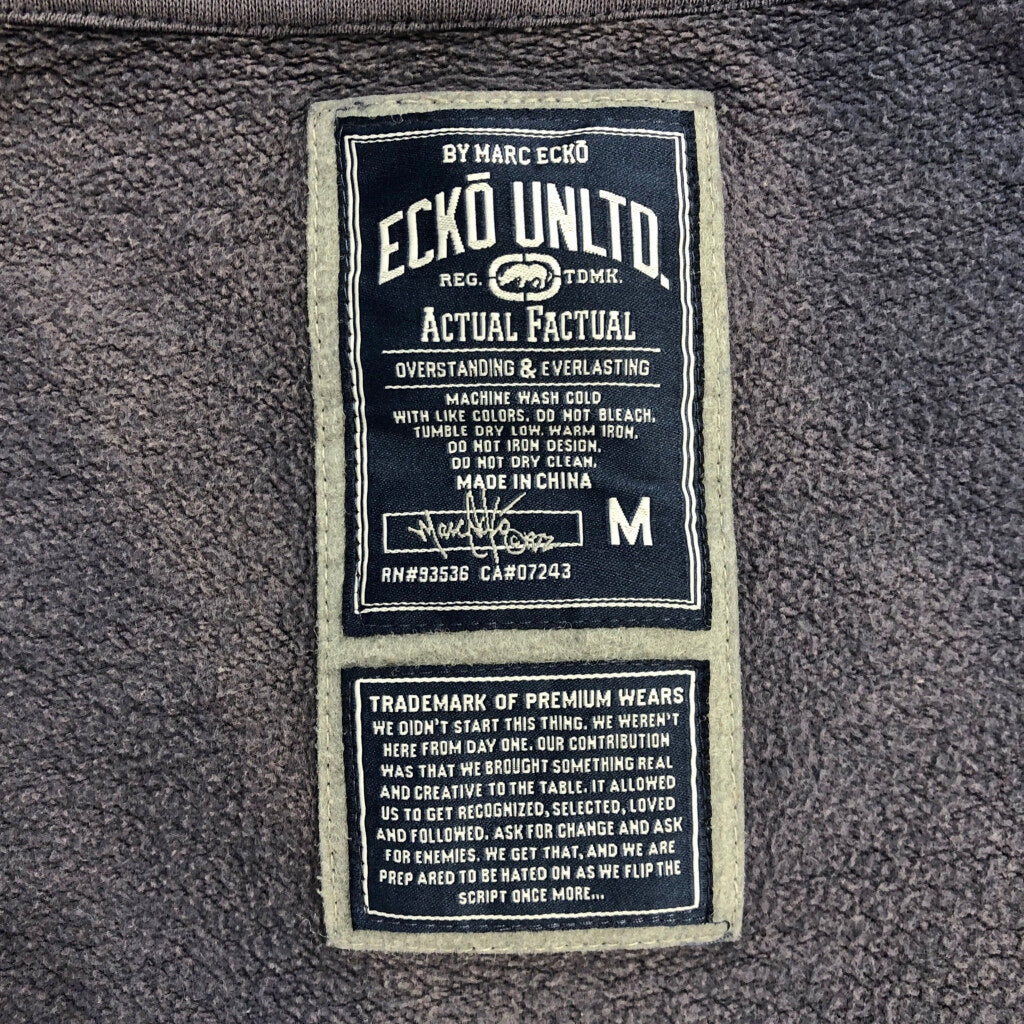 BY MARC ECKŌ
ECKŌ UNLTD.
REG. TDMK.
ACTUAL FACTUAL
OVERSTANDING & EVERLASTING
MACHINE WASH COLD
WITH LIKE COLORS. DO NOT BLEACH.
TUMBLE DRY LOW. WARM IRON.
DO NOT IRON DESIGN.
DO NOT DRY CLEAN.
MADE IN CHINA
Marc Ecko
M
RN#93536 CA#07243
TRADEMARK OF PREMIUM WEARS
WE DIDN'T START THIS THING. WE WEREN'T
HERE FROM DAY ONE. OUR CONTRIBUTION
WAS THAT WE BROUGHT SOMETHING REAL
AND CREATIVE TO THE TABLE. IT ALLOWED
US TO GET RECOGNIZED, SELECTED, LOVED
AND FOLLOWED. ASK FOR CHANGE AND ASK
FOR ENEMIES. WE GET THAT, AND WE ARE
PREP ARED TO BE HATED ON AS WE FLIP THE
SCRIPT ONCE MORE...